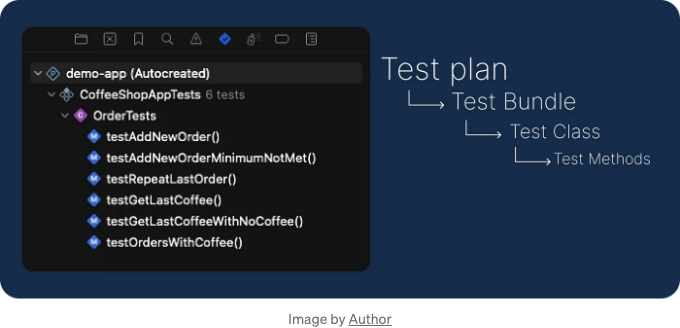 demo-app (Autocreated)
CoffeeShopAppTests 6 tests
OrderTests
testAddNewOrder()
testAddNewOrderMinimumNotMet()
testRepeatLastOrder()
testGetLastCoffee()
testGetLastCoffeeWithNoCoffee()
testOrdersWithCoffee()
Test plan
Test Bundle
Test Class
Test Methods
Image by Author